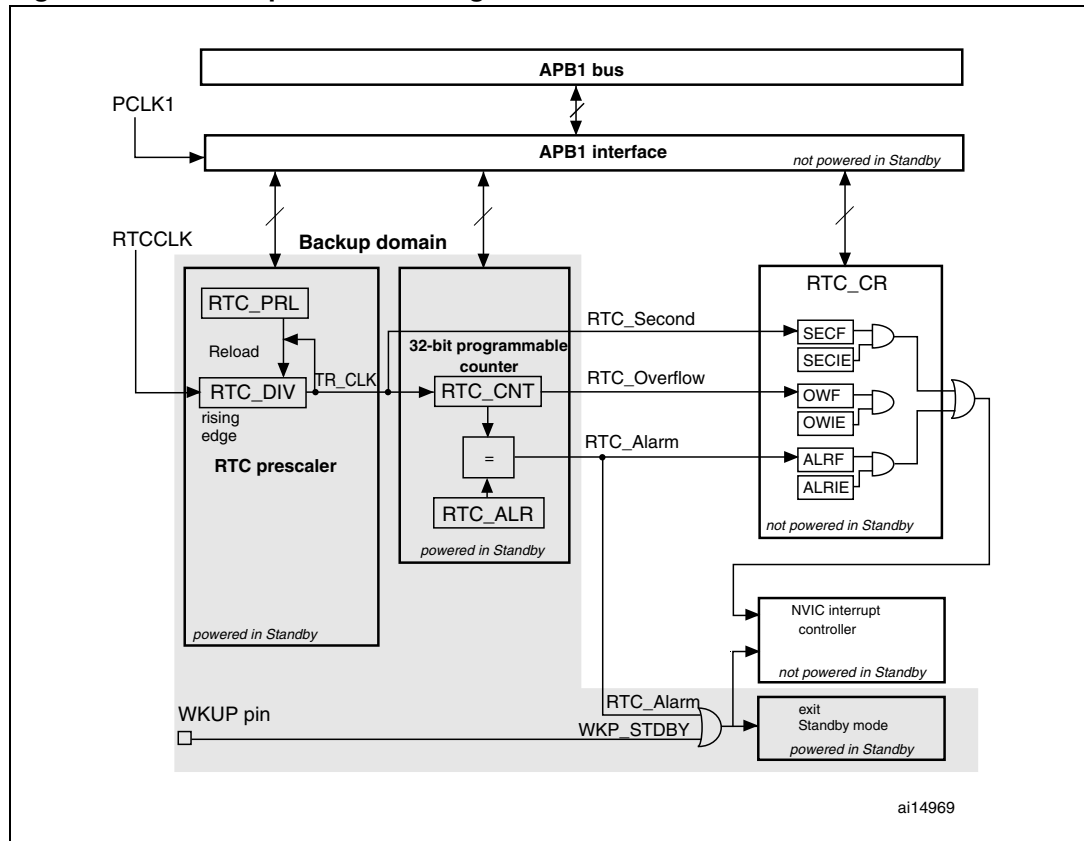 APB1 bus
PCLK1
APB1 interface
not powered in Standby
RTCCLK
Backup domain
RTC_PRL
Reload
RTC_DIV
TR_CLK
rising
edge
RTC prescaler
powered in Standby
32-bit programmable
counter
RTC_CNT
=
RTC_ALR
powered in Standby
RTC_Second
RTC_Overflow
RTC_Alarm
RTC_CR
SECF
SECIE
OWF
OWIE
ALRF
ALRIE
not powered in Standby
NVIC interrupt
controller
not powered in Standby
RTC_Alarm
WKUP pin
WKP_STDBY
exit
Standby mode
powered in Standby
ai14969